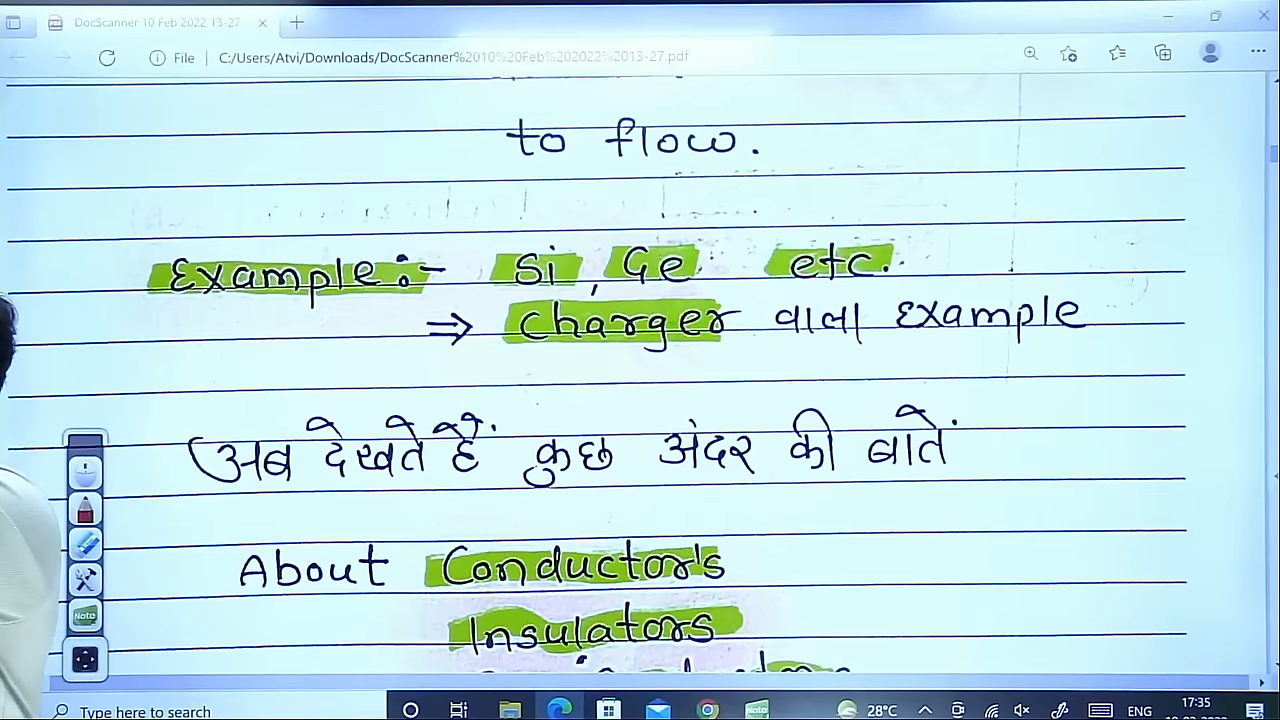 DocScanner 10 Feb 2022 13-27
File C:/Users/Atvi/Downloads/DocScanner%2010%20Feb%202022%2013-27.pdf
to flow.
Example:- Si, Ge etc.
⇒ Charger वाला example
अब देखते हैं कुछ अंदर की बातें
About Conductor's
Insulators
Note
Type here to search
28°C
ENG
17:35